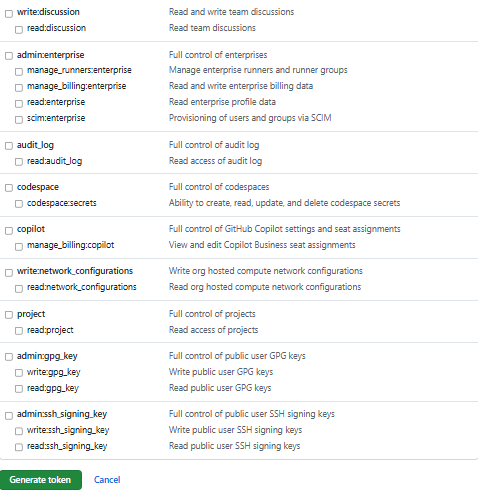 write:discussion Read and write team discussions
read:discussion Read team discussions
admin:enterprise Full control of enterprises
manage_runners:enterprise Manage enterprise runners and runner groups
manage_billing:enterprise Read and write enterprise billing data
read:enterprise Read enterprise profile data
scim:enterprise Provisioning of users and groups via SCIM
audit_log Full control of audit log
read:audit_log Read access of audit log
codespace Full control of codespaces
codespace:secrets Ability to create, read, update, and delete codespace secrets
copilot Full control of GitHub Copilot settings and seat assignments
manage_billing:copilot View and edit Copilot Business seat assignments
write:network_configurations Write org hosted compute network configurations
read:network_configurations Read org hosted compute network configurations
project Full control of projects
read:project Read access of projects
admin:gpg_key Full control of public user GPG keys
write:gpg_key Write public user GPG keys
read:gpg_key Read public user GPG keys
admin:ssh_signing_key Full control of public user SSH signing keys
write:ssh_signing_key Write public user SSH signing keys
read:ssh_signing_key Read public user SSH signing keys
Generate token Cancel